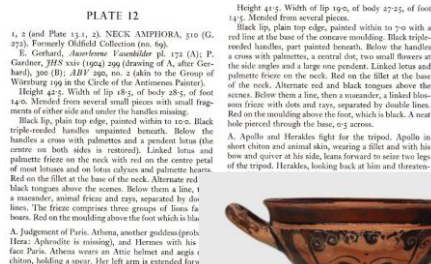 PLATE 12
1, 2 (and Plate 13.1, 2). NECK AMPHORA, 510 (G.
272). Formerly Oldfield Collection (no. 69).
E. Gerhard, Auserlesene Vasenbilder pl. 172 (A); P.
Gardner, JHS xxiv (1904) 299 (drawing of A, after Ger-
hard), 300 (B); ABV 290, no. 2 (akin to the Group of
Würzburg 199 in the Circle of the Antimenes Painter).
Height 42·5. Width of lip 18·5, of body 28·5, of foot
14·0. Mended from several pieces with small frag-
ments of either side and under the handles missing.
Black lip, plain top edge, painted within to 10·0. Black
triple-reeded handles unpainted beneath. Below the
handles a cross with palmettes and a pendent lotus (the
centre on both sides is restored). Linked lotus and
palmette frieze on the neck with red on the centre petal
of most lotuses and on lotus calyxes and palmette hearts.
Red on the fillet at the base of the neck. Alternate red
black tongues above the scenes. Below them a line,
a maeander, animal frieze and rays, separated by
lines. The frieze comprises three groups of lions
boars. Red on the moulding above the foot which is
A. Judgement of Paris. Athena, another goddess
Hera: Aphrodite is missing), and Hermes with his
face Paris. Athena wears an Attic helmet and aegis
chiton, holding a spear. Her left arm is extended
Height 41·5. Width of lip 19·0, of body 27·25, of foot
14·5. Mended from several pieces.
Black lip, plain top edge, painted within to 7·0 with a
red line at the base of the concave moulding. Black triple-
reeded handles, part painted beneath. Below the handles
a cross with palmettes, a central dot, two small flowers at
the side angles and a large one pendent. Linked lotus and
palmette frieze on the neck. Red on the fillet at the base
of the neck. Alternate red and black tongues above the
scenes. Below them a line, then a maeander, a linked blos-
som frieze with dots and rays, separated by double lines.
Red on the moulding above the foot, which is black. A neat
hole pierced through the base, 0·5 across.
A. Apollo and Herakles fight for the tripod. Apollo in
short chiton and animal skin, wearing a fillet and with his
bow and quiver at his side, leans forward to seize two legs
of the tripod. Herakles, looking back at him and threaten-